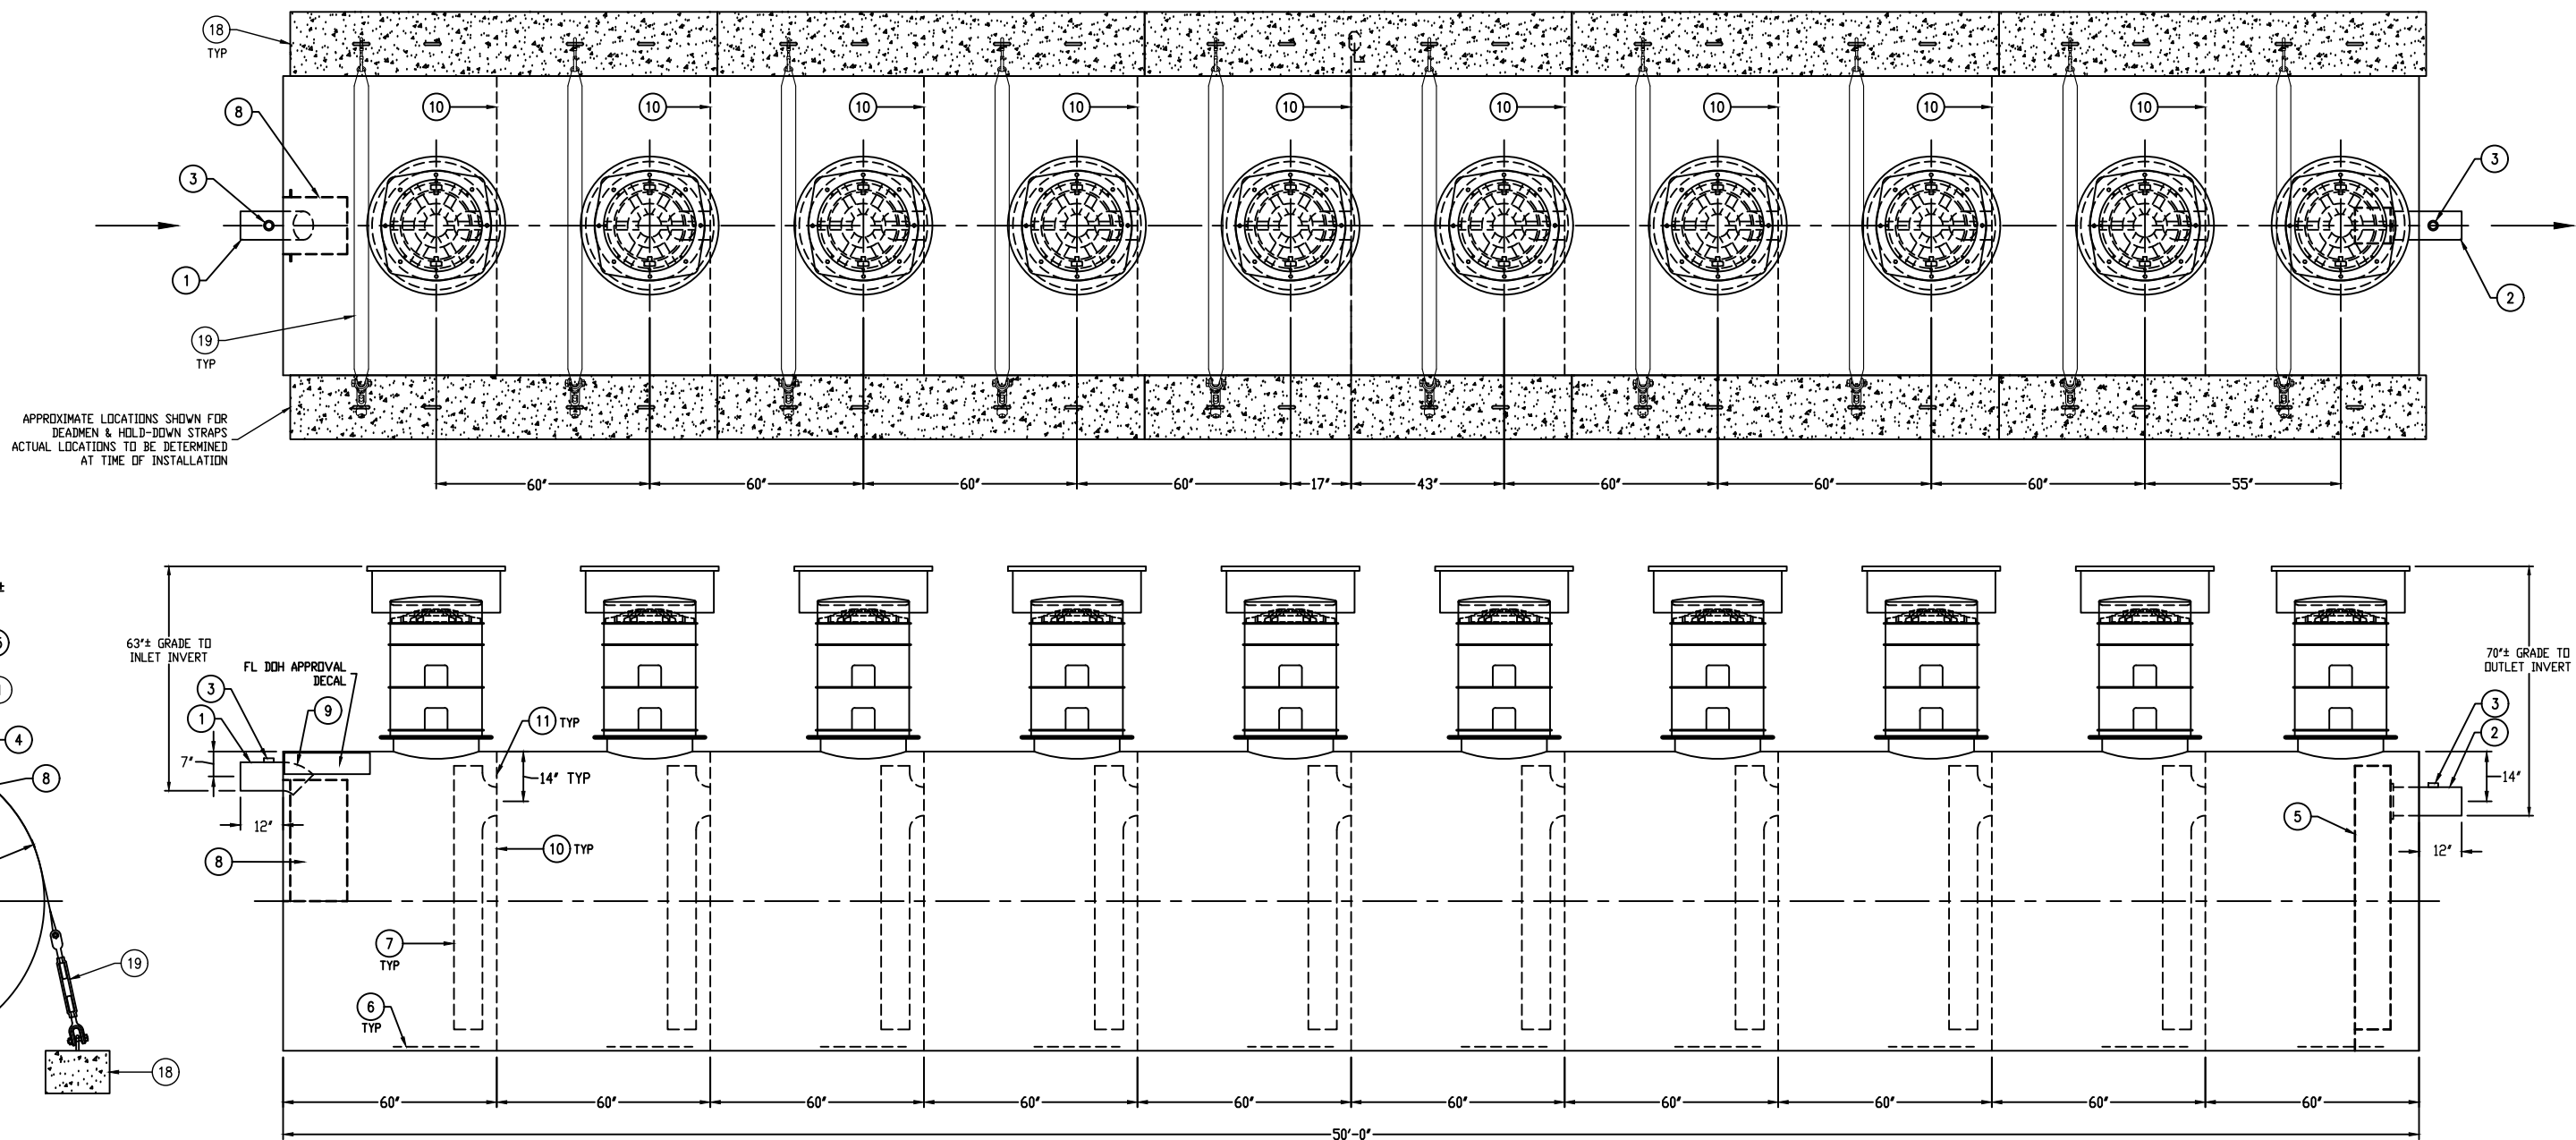 18
TYP
10 10 10 10 10 10 10 10 10
8
3
3
1
2
19
TYP
APPROXIMATE LOCATIONS SHOWN FOR
DEADMEN & HOLD-DOWN STRAPS
ACTUAL LOCATIONS TO BE DETERMINED
AT TIME OF INSTALLATION
60" 60" 60" 60" 17" 43" 60" 60" 60" 55"
63"± GRADE TO
INLET INVERT
70"± GRADE TO
OUTLET INVERT
FL DOH APPROVAL
DECAL
3
9
1
11 TYP
3
2
4
8
7"
14" TYP
14"
12"
12"
10 TYP
5
8
7
TYP
19
6
TYP
18
60" 60" 60" 60" 60" 60" 60" 60" 60" 60"
50'-0"